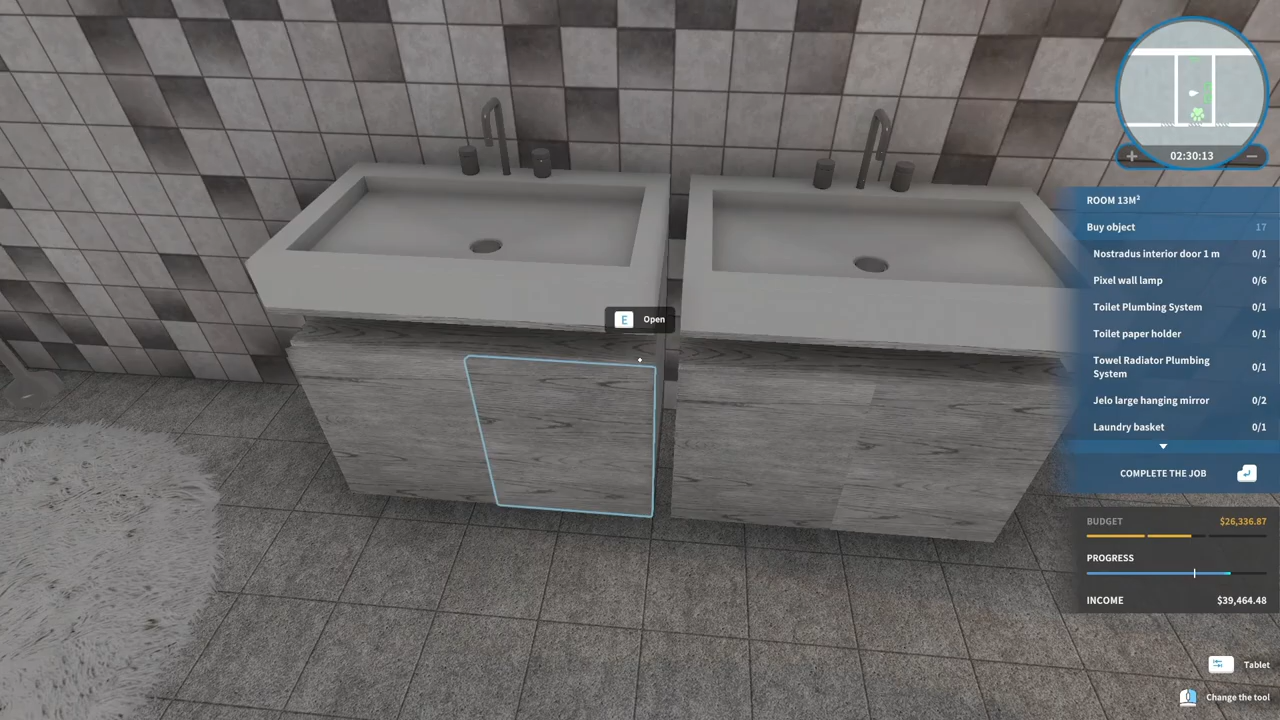 02:30:13
ROOM 13M²
Buy object 17
Nostradus interior door 1 m 0/1
Pixel wall lamp 0/6
Toilet Plumbing System 0/1
Toilet paper holder 0/1
Towel Radiator Plumbing
System 0/1
Jelo large hanging mirror 0/2
Laundry basket 0/1
COMPLETE THE JOB
E Open
BUDGET $26,336.87
PROGRESS
INCOME $39,464.48
Tablet
Change the tool